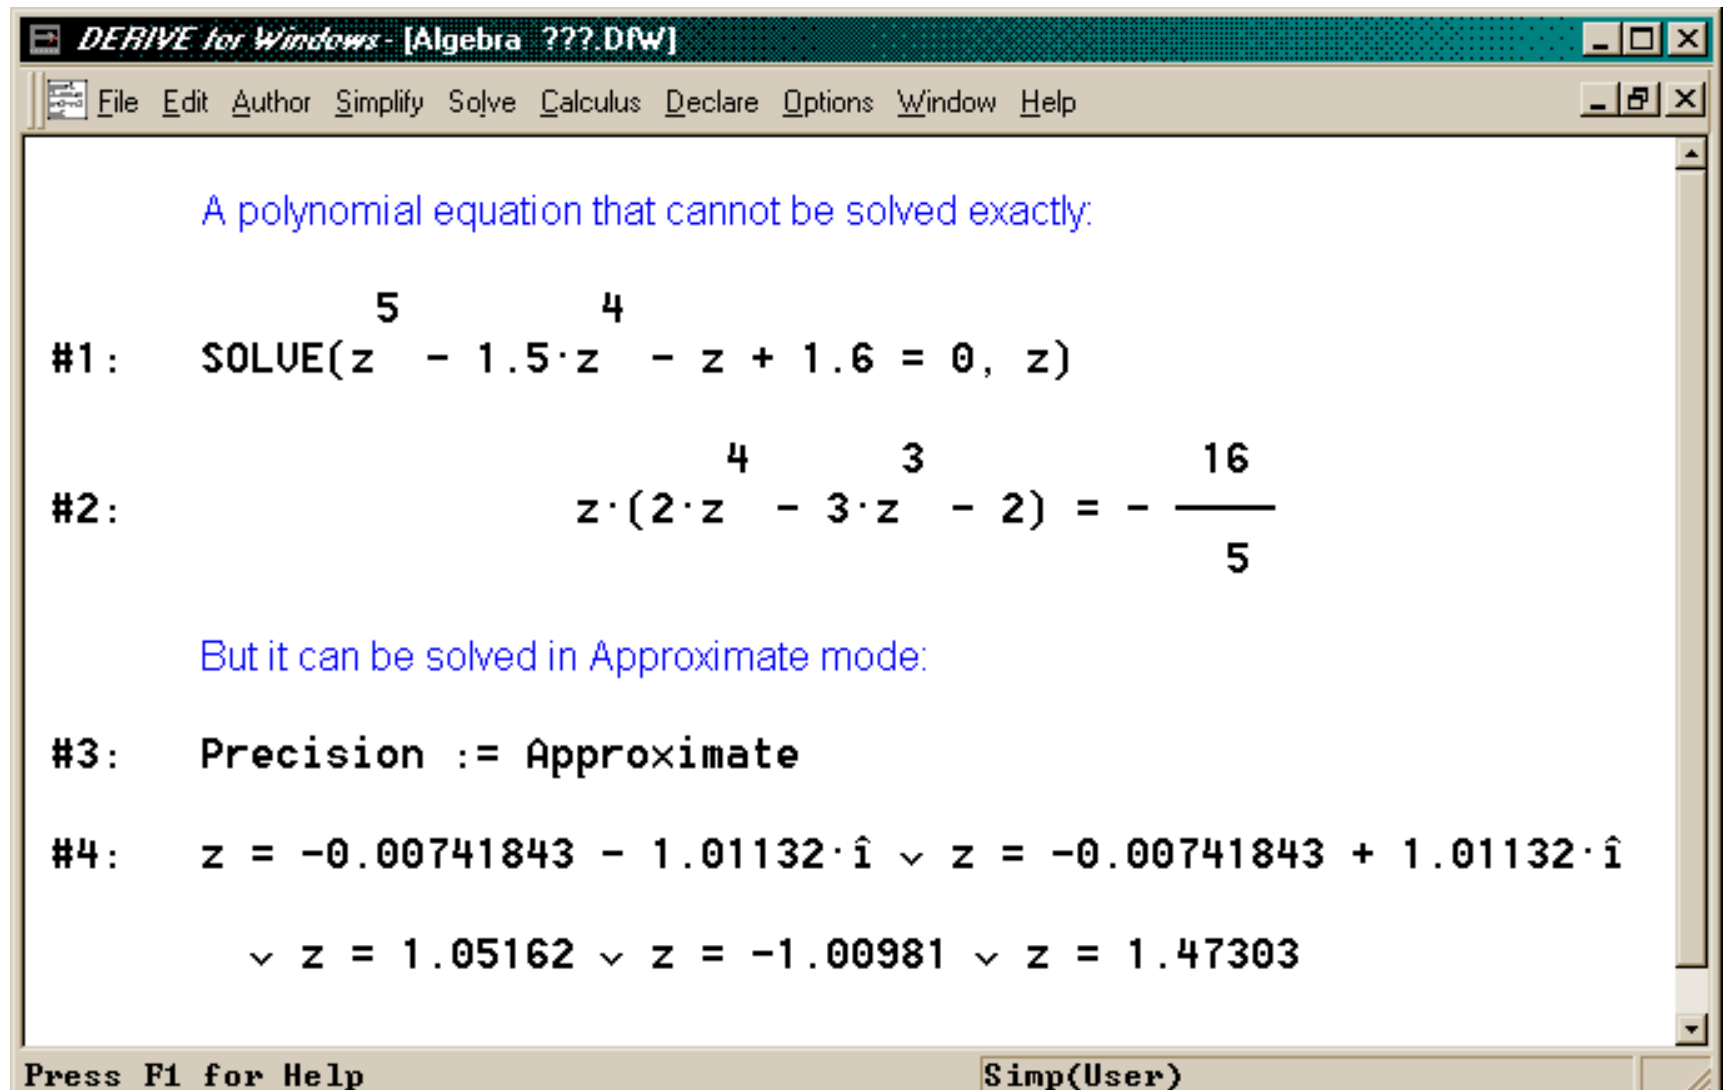 DERIVE for Windows - [Algebra ???.DfW]
File Edit Author Simplify Solve Calculus Declare Options Window Help
A polynomial equation that cannot be solved exactly:
5 4
#1: SOLVE(z - 1.5·z - z + 1.6 = 0, z)
4 3 16
#2: z·(2·z - 3·z - 2) = - ———
5
But it can be solved in Approximate mode:
#3: Precision := Approximate
#4: z = -0.00741843 - 1.01132·î ∨ z = -0.00741843 + 1.01132·î
∨ z = 1.05162 ∨ z = -1.00981 ∨ z = 1.47303
Press F1 for Help Simp(User)